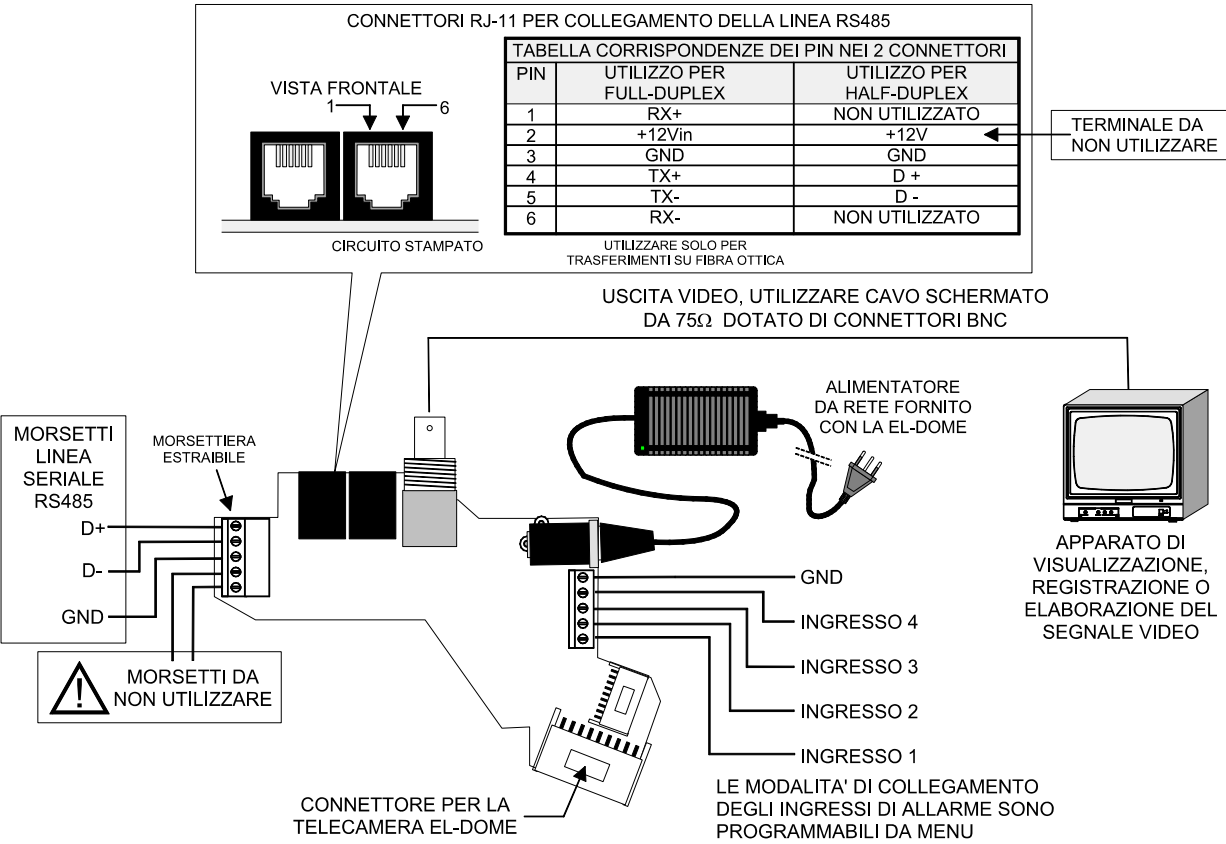 CONNETTORI RJ-11 PER COLLEGAMENTO DELLA LINEA RS485
TABELLA CORRISPONDENZE DEI PIN NEI 2 CONNETTORI
PIN UTILIZZO PER FULL-DUPLEX UTILIZZO PER HALF-DUPLEX
1 RX+ NON UTILIZZATO
2 +12Vin +12V
3 GND GND
4 TX+ D +
5 TX- D -
6 RX- NON UTILIZZATO
VISTA FRONTALE
1 6
CIRCUITO STAMPATO
UTILIZZARE SOLO PER
TRASFERIMENTI SU FIBRA OTTICA
TERMINALE DA
NON UTILIZZARE
USCITA VIDEO, UTILIZZARE CAVO SCHERMATO
DA 75Ω DOTATO DI CONNETTORI BNC
ALIMENTATORE
DA RETE FORNITO
CON LA EL-DOME
MORSETTI
LINEA
SERIALE
RS485
D+
D-
GND
MORSETTIERA
ESTRAIBILE
MORSETTI DA
NON UTILIZZARE
GND
INGRESSO 4
INGRESSO 3
INGRESSO 2
INGRESSO 1
APPARATO DI
VISUALIZZAZIONE,
REGISTRAZIONE O
ELABORAZIONE DEL
SEGNALE VIDEO
CONNETTORE PER LA
TELECAMERA EL-DOME
LE MODALITA' DI COLLEGAMENTO
DEGLI INGRESSI DI ALLARME SONO
PROGRAMMABILI DA MENU